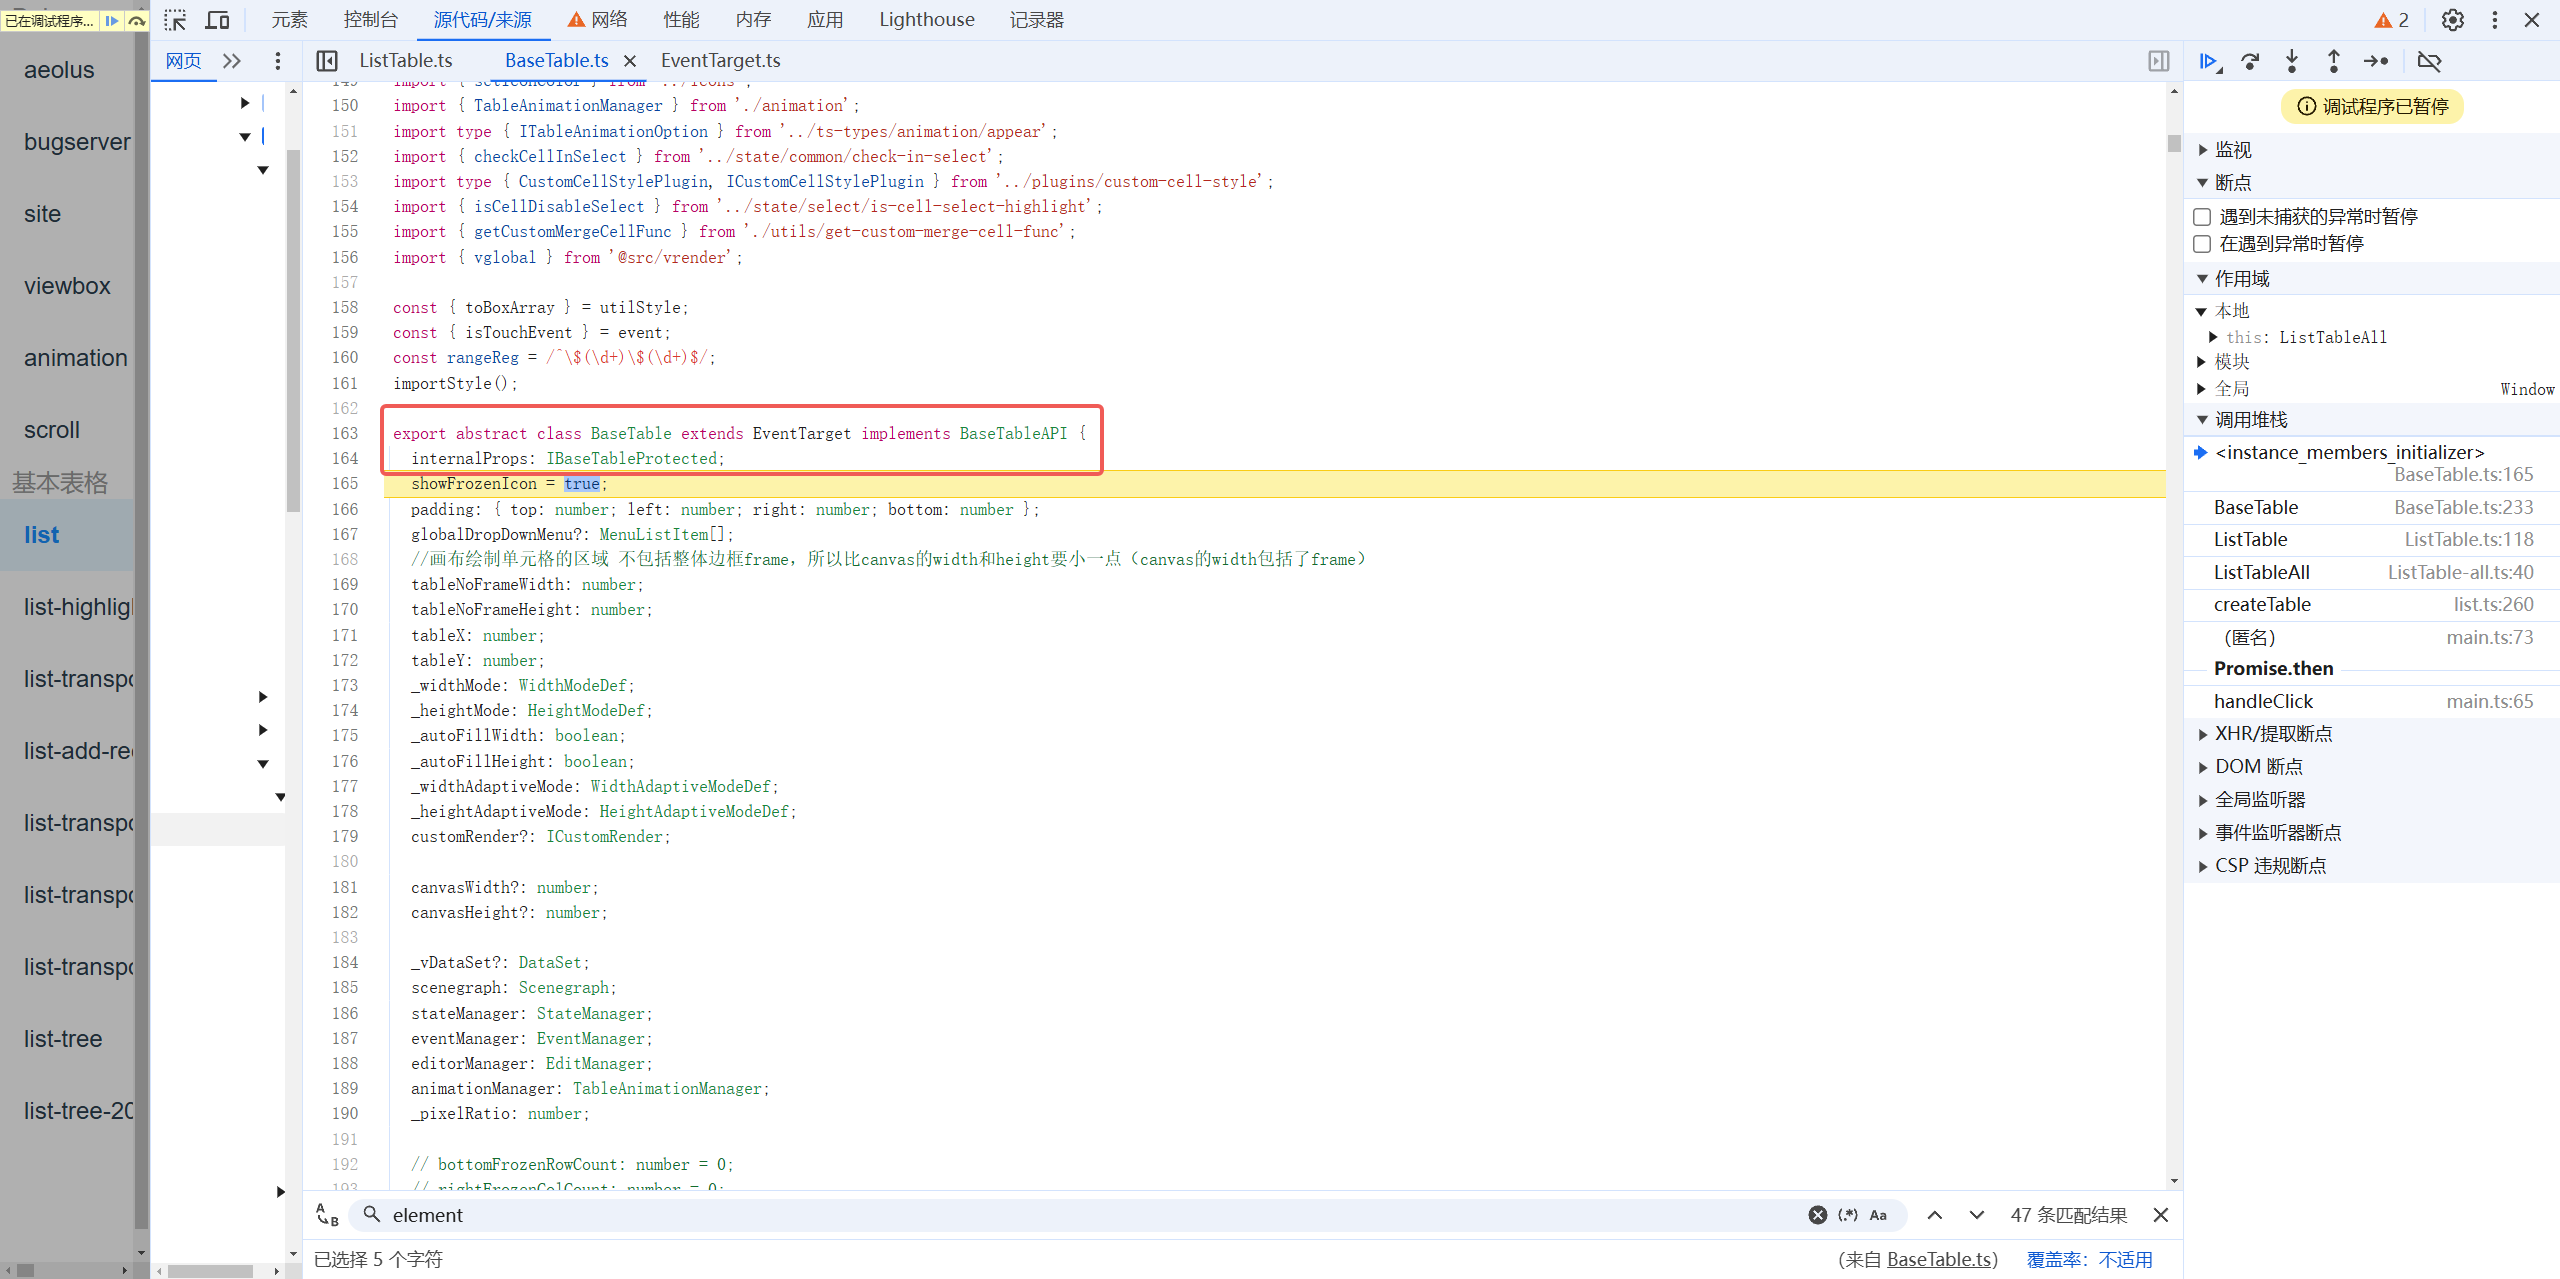 已在调试程序...
元素 控制台 源代码/来源 网络 性能 内存 应用 Lighthouse 记录器 2
网页 ListTable.ts BaseTable.ts EventTarget.ts
aeolus
bugserver
site
viewbox
animation
scroll
基本表格
list
list-highlig
list-transpo
list-add-re
list-transpo
list-transpo
list-transpo
list-tree
list-tree-20
149 import { setIconColor } from '../icons';
150 import { TableAnimationManager } from './animation';
151 import type { ITableAnimationOption } from '../ts-types/animation/appear';
152 import { checkCellInSelect } from '../state/common/check-in-select';
153 import type { CustomCellStylePlugin, ICustomCellStylePlugin } from '../plugins/custom-cell-style';
154 import { isCellDisableSelect } from '../state/select/is-cell-select-highlight';
155 import { getCustomMergeCellFunc } from './utils/get-custom-merge-cell-func';
156 import { vglobal } from '@src/vrender';
157
158 const { toBoxArray } = utilStyle;
159 const { isTouchEvent } = event;
160 const rangeReg = /^\$(\d+)\$(\d+)$/;
161 importStyle();
162
163 export abstract class BaseTable extends EventTarget implements BaseTableAPI {
164 internalProps: IBaseTableProtected;
165 showFrozenIcon = true;
166 padding: { top: number; left: number; right: number; bottom: number };
167 globalDropDownMenu?: MenuListItem[];
168 //画布绘制单元格的区域 不包括整体边框frame，所以比canvas的width和height要小一点（canvas的width包括了frame）
169 tableNoFrameWidth: number;
170 tableNoFrameHeight: number;
171 tableX: number;
172 tableY: number;
173 _widthMode: WidthModeDef;
174 _heightMode: HeightModeDef;
175 _autoFillWidth: boolean;
176 _autoFillHeight: boolean;
177 _widthAdaptiveMode: WidthAdaptiveModeDef;
178 _heightAdaptiveMode: HeightAdaptiveModeDef;
179 customRender?: ICustomRender;
180
181 canvasWidth?: number;
182 canvasHeight?: number;
183
184 _vDataSet?: DataSet;
185 scenegraph: Scenegraph;
186 stateManager: StateManager;
187 eventManager: EventManager;
188 editorManager: EditManager;
189 animationManager: TableAnimationManager;
190 _pixelRatio: number;
191
192 // bottomFrozenRowCount: number = 0;
193 // rightFrozenColCount: number = 0;
element
(.*) Aa
47 条匹配结果
已选择 5 个字符
(来自 BaseTable.ts)
覆盖率：不适用
调试程序已暂停
监视
断点
遇到未捕获的异常时暂停
在遇到异常时暂停
作用域
本地
this: ListTableAll
模块
全局 Window
调用堆栈
<instance_members_initializer>
BaseTable.ts:165
BaseTable BaseTable.ts:233
ListTable ListTable.ts:118
ListTableAll ListTable-all.ts:40
createTable list.ts:260
（匿名） main.ts:73
Promise.then
handleClick main.ts:65
XHR/提取断点
DOM 断点
全局监听器
事件监听器断点
CSP 违规断点